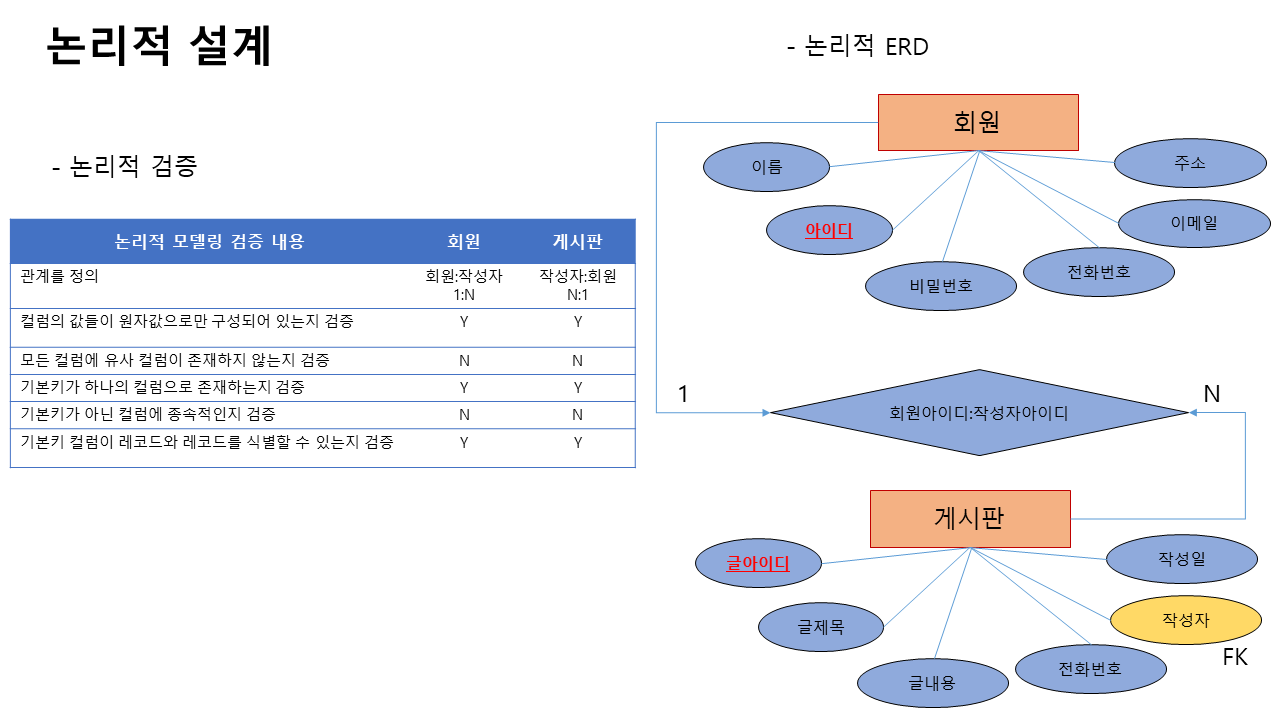 논리적 설계
- 논리적 검증
논리적 모델링 검증 내용 회원 게시판
관계를 정의 회원:작성자 작성자:회원
1:N N:1
컬럼의 값들이 원자값으로만 구성되어 있는지 검증 Y Y
모든 컬럼에 유사 컬럼이 존재하지 않는지 검증 N N
기본키가 하나의 컬럼으로 존재하는지 검증 Y Y
기본키가 아닌 컬럼에 종속적인지 검증 N N
기본키 컬럼이 레코드와 레코드를 식별할 수 있는지 검증 Y Y
- 논리적 ERD
회원
이름
주소
아이디
이메일
비밀번호
전화번호
1
N
회원아이디:작성자아이디
게시판
글아이디
작성일
글제목
작성자
FK
글내용
전화번호